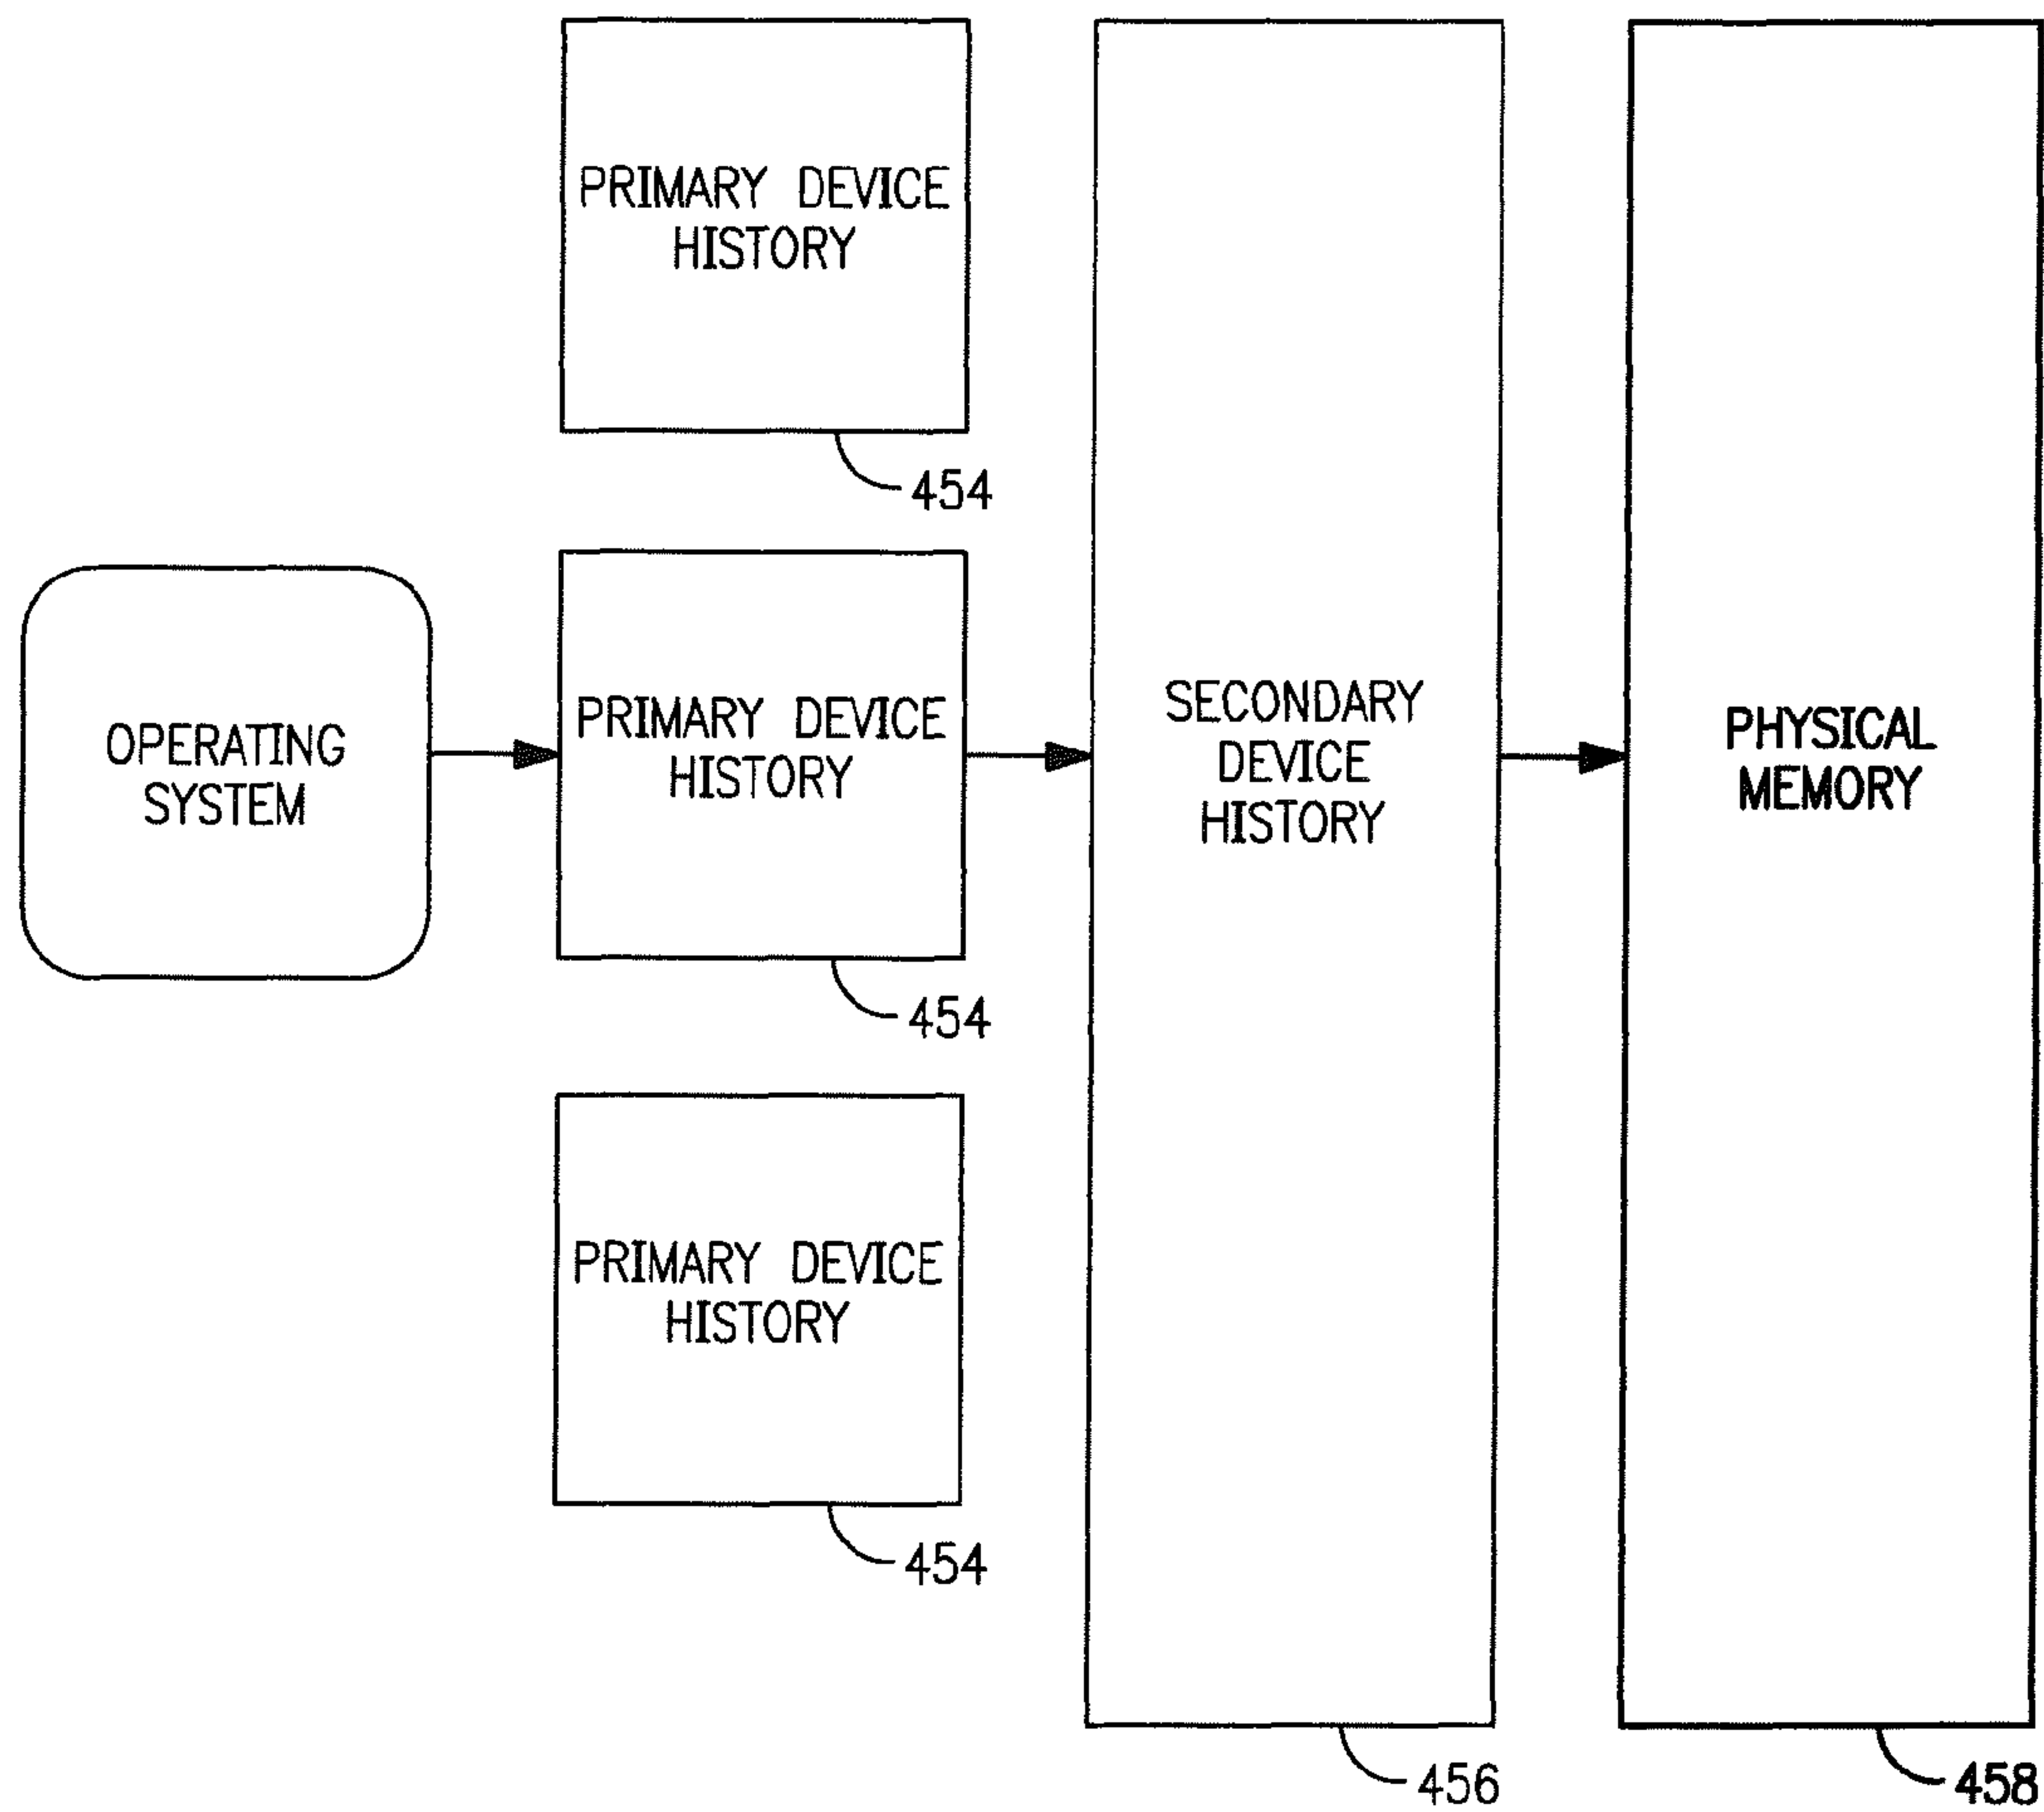 PRIMARY DEVICE
HISTORY
454
OPERATING
SYSTEM
PRIMARY DEVICE
HISTORY
454
SECONDARY
DEVICE
HISTORY
PHYSICAL
MEMORY
PRIMARY DEVICE
HISTORY
454
456
458